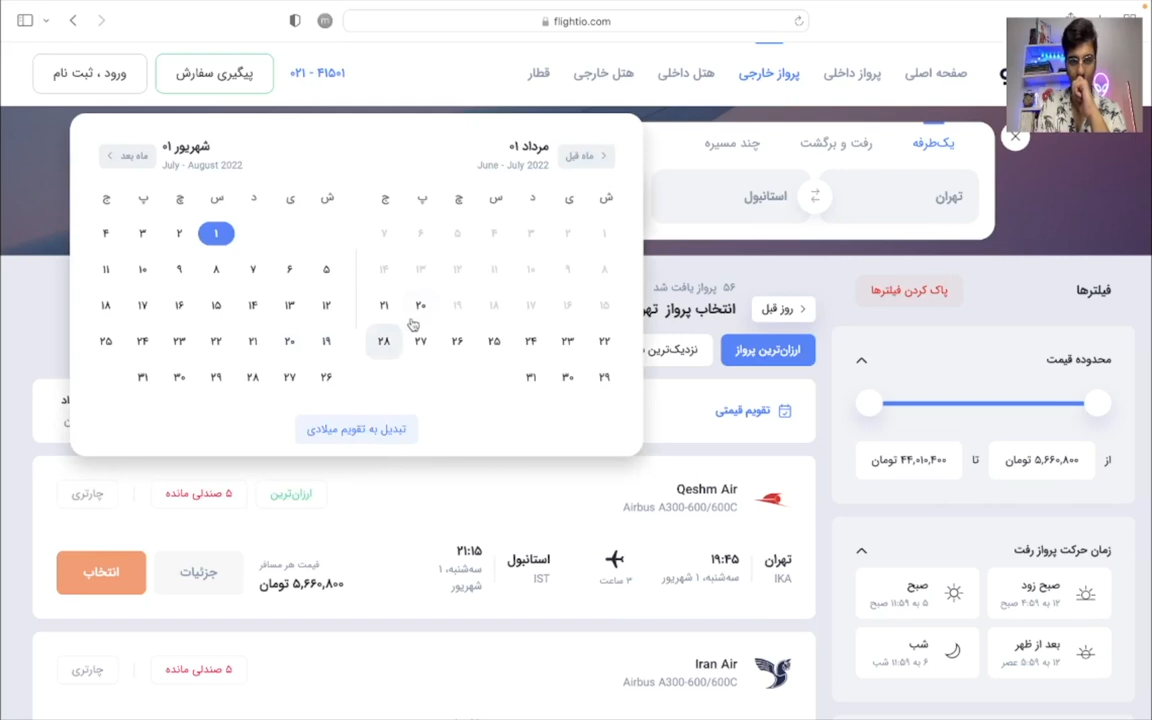 flightio.com
صفحه اصلی
پرواز داخلی
پرواز خارجی
هتل داخلی
هتل خارجی
قطار
۰۲۱ - ۴۱۵۰۱
پیگیری سفارش
ورود ، ثبت نام
یک‌طرفه
رفت و برگشت
چند مسیره
تهران
استانبول
ماه قبل
مرداد ۰۱
June - July 2022
شهریور ۰۱
July - August 2022
ماه بعد
ش ی د س چ پ ج
۱ ۲ ۳ ۴ ۵ ۶ ۷
۸ ۹ ۱۰ ۱۱ ۱۲ ۱۳ ۱۴
۱۵ ۱۶ ۱۷ ۱۸ ۱۹ ۲۰ ۲۱
۲۲ ۲۳ ۲۴ ۲۵ ۲۶ ۲۷ ۲۸
۲۹ ۳۰ ۳۱
ش ی د س چ پ ج
۱ ۲ ۳ ۴
۵ ۶ ۷ ۸ ۹ ۱۰ ۱۱
۱۲ ۱۳ ۱۴ ۱۵ ۱۶ ۱۷ ۱۸
۱۹ ۲۰ ۲۱ ۲۲ ۲۳ ۲۴ ۲۵
۲۶ ۲۷ ۲۸ ۲۹ ۳۰ ۳۱
تبدیل به تقویم میلادی
فیلترها
پاک کردن فیلترها
محدوده قیمت
از ۵,۶۶۰,۸۰۰ تومان تا ۴۴,۰۱۰,۴۰۰ تومان
زمان حرکت پرواز رفت
صبح زود
۱۲ به ۴:۵۹ صبح
صبح
۵ به ۱۱:۵۹ صبح
بعد از ظهر
۱۲ به ۵:۵۹ عصر
شب
۶ به ۱۱:۵۹ شب
۵۶ پرواز یافت شد
انتخاب پرواز
روز قبل
ارزان‌ترین پرواز
نزدیک‌ترین
تقویم قیمتی
Qeshm Air
Airbus A300-600/600C
ارزان‌ترین
۵ صندلی مانده
چارتری
تهران
IKA
۱۹:۴۵
سه‌شنبه، ۱ شهریور
۳ ساعت
استانبول
IST
۲۱:۱۵
سه‌شنبه، ۱
شهریور
قیمت هر مسافر
۵,۶۶۰,۸۰۰ تومان
جزئیات
انتخاب
Iran Air
Airbus A300-600/600C
۵ صندلی مانده
چارتری